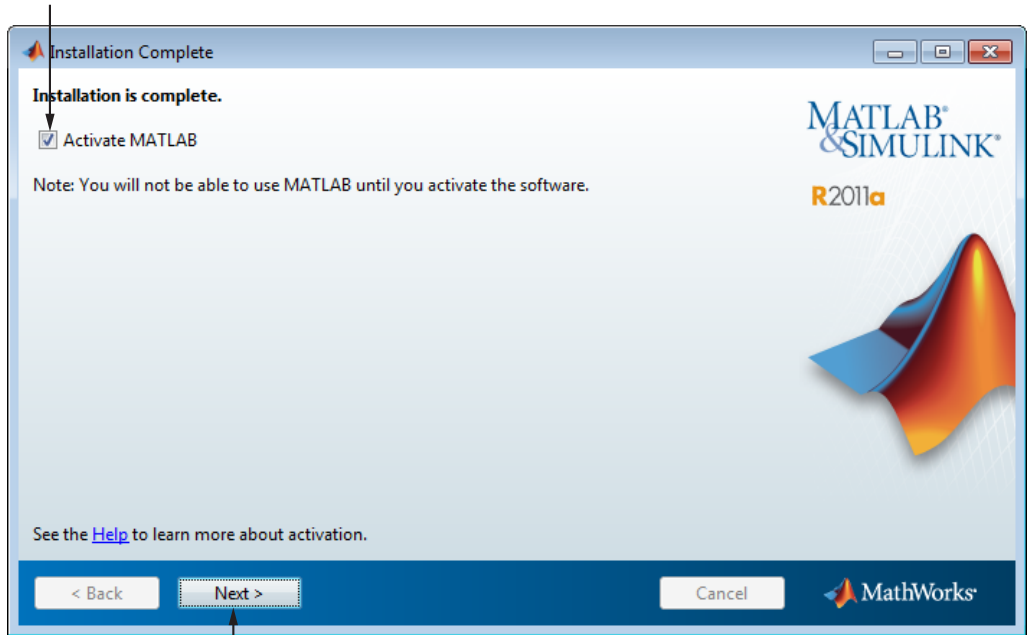 Installation Complete
Installation is complete.
Activate MATLAB
Note: You will not be able to use MATLAB until you activate the software.
MATLAB®
&SIMULINK®
R2011a
See the Help to learn more about activation.
< Back
Next >
Cancel
MathWorks®